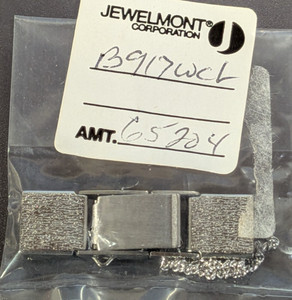 JEWELMONT®
CORPORATION
B917WCL
AMT. 65204